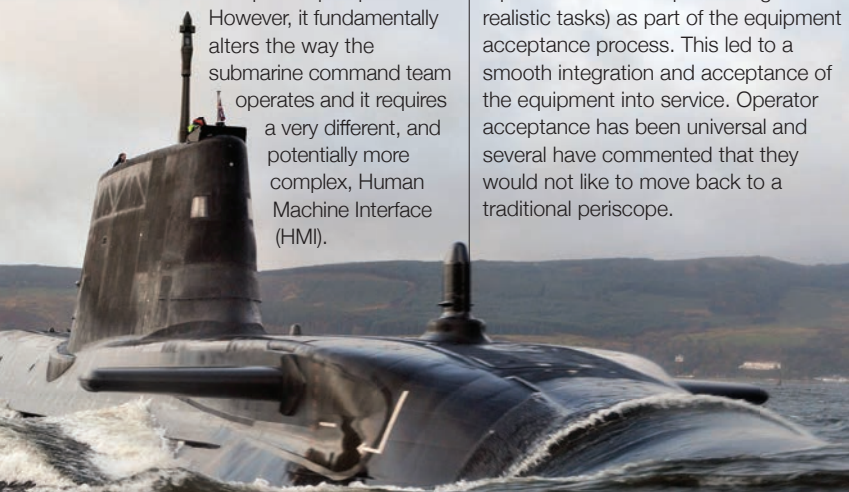 However, it fundamentally
alters the way the
submarine command team
operates and it requires
a very different, and
potentially more
complex, Human
Machine Interface
(HMI).
realistic tasks) as part of the equipment
acceptance process. This led to a
smooth integration and acceptance of
the equipment into service. Operator
acceptance has been universal and
several have commented that they
would not like to move back to a
traditional periscope.